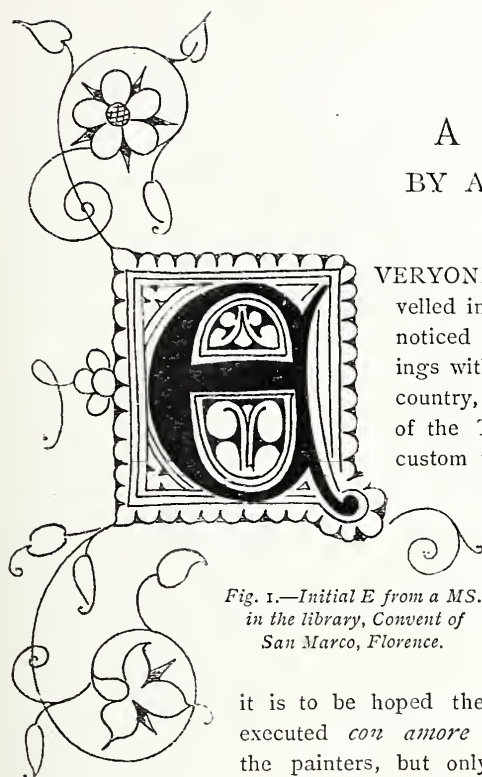 A
BY A
E
VERYON
velled in
noticed
ings with
country,
of the T
custom
Fig. 1.—Initial E from a MS.
in the library, Convent of
San Marco, Florence.
it is to be hoped the
executed con amore
the painters, but only